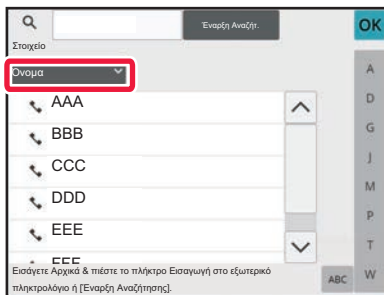 Έναρξη Αναζήτ.
OK
Στοιχείο
Όνομα
A
AAA
D
BBB
G
CCC
J
DDD
M
EEE
P
FFF
T
Εισάγετε Αρχικά & πιέστε το πλήκτρο Εισαγωγή στο εξωτερικό
πληκτρολόγιο ή [Έναρξη Αναζήτησης].
ABC
W